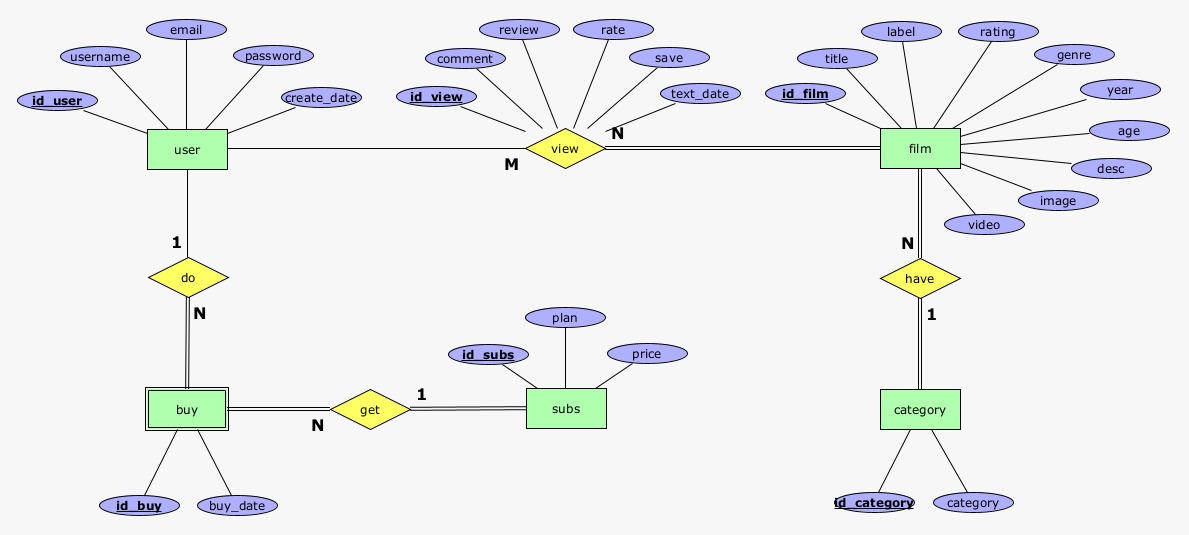 email
username
password
id_user
create_date
user
review
rate
comment
save
id_view
text_date
view
M
N
label
rating
title
genre
id_film
year
age
desc
image
video
film
1
do
N
N
have
1
buy
N
get
1
plan
id_subs
price
subs
category
id_buy
buy_date
id_category
category